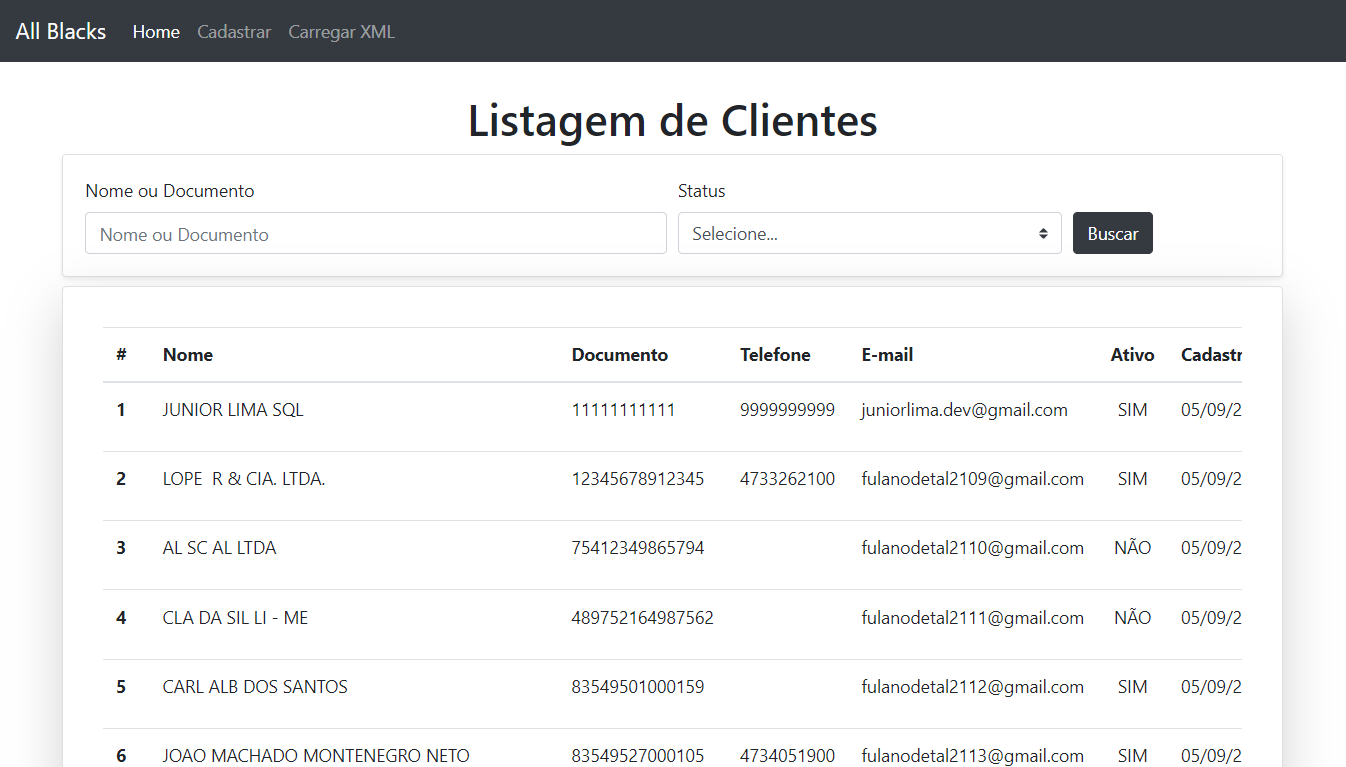 All Blacks Home Cadastrar Carregar XML
Listagem de Clientes
Nome ou Documento Status
Nome ou Documento Selecione... Buscar
# Nome Documento Telefone E-mail Ativo Cadastr
1 JUNIOR LIMA SQL 11111111111 9999999999 juniorlima.dev@gmail.com SIM 05/09/2
2 LOPE  R & CIA. LTDA. 12345678912345 4733262100 fulanodetal2109@gmail.com SIM 05/09/2
3 AL SC AL LTDA 75412349865794 fulanodetal2110@gmail.com NÃO 05/09/2
4 CLA DA SIL LI - ME 489752164987562 fulanodetal2111@gmail.com NÃO 05/09/2
5 CARL ALB DOS SANTOS 83549501000159 fulanodetal2112@gmail.com SIM 05/09/2
6 JOAO MACHADO MONTENEGRO NETO 83549527000105 4734051900 fulanodetal2113@gmail.com SIM 05/09/2